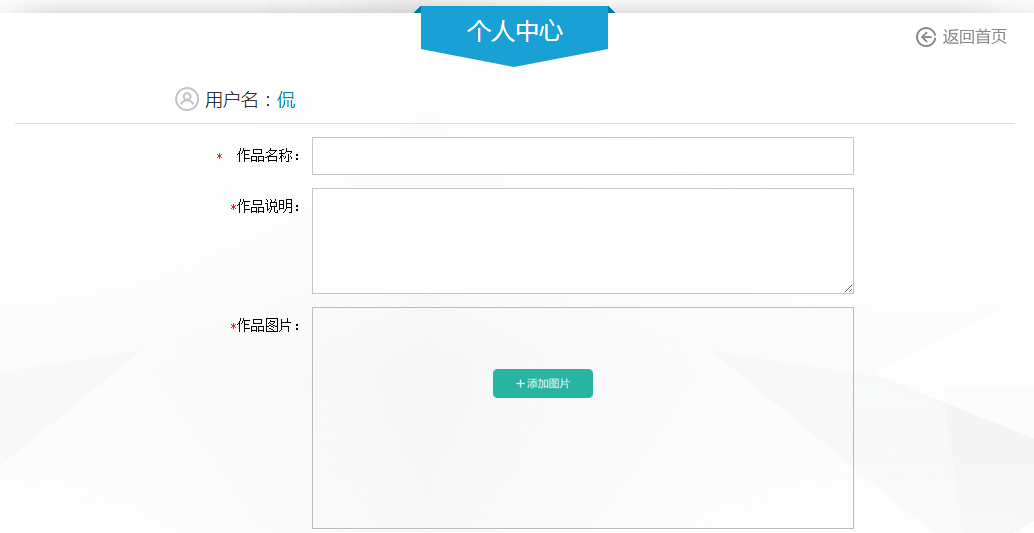 个人中心
返回首页
用户名：侃
* 作品名称：
*作品说明：
*作品图片：
+添加图片